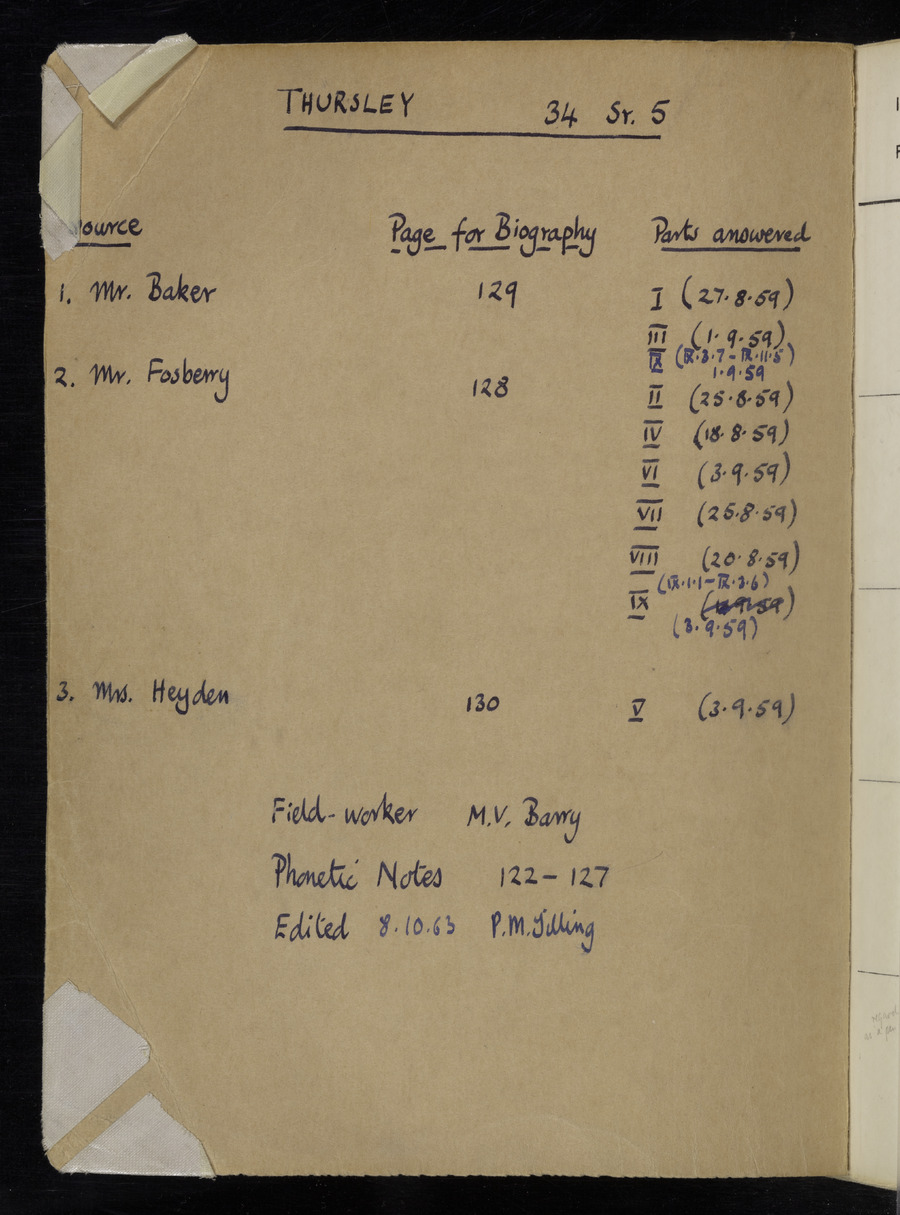 THURSLEY 34 Sr. 5
Source Page for Biography Parts answered
1. Mr. Baker 129 I (27.8.59)
III (1.9.59)
IX (IX.3.7 - IX.11.5)
1.9.59
2. Mr. Fosberry 128 II (25.8.59)
IV (18.8.59)
VI (3.9.59)
VII (25.8.59)
VIII (20.8.59)
(IX.1.1 - IX.3.6)
IX
(3.9.59)
3. Mrs. Heyden 130 V (3.9.59)
Field-worker M.V. Barry
Phonetic Notes 122 - 127
Edited 8.10.63 P.M. Tilling